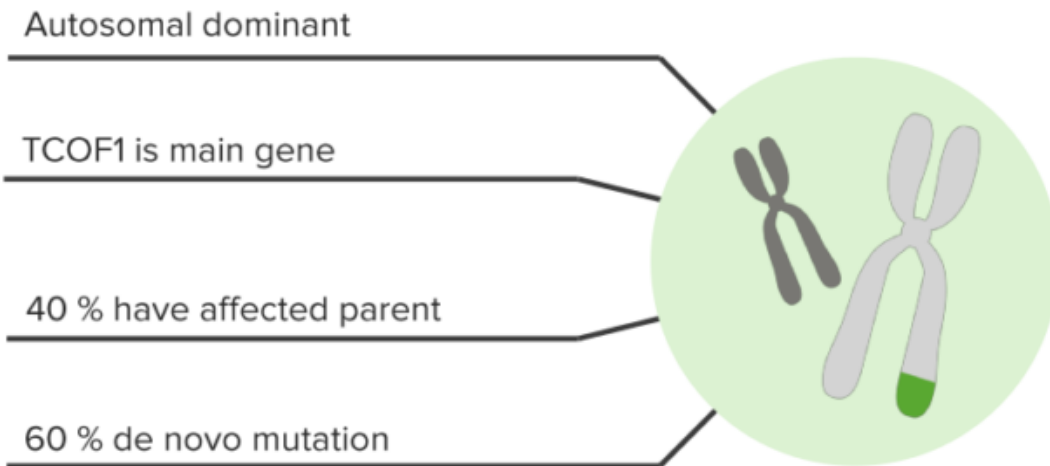 Autosomal dominant
TCOF1 is main gene
40 % have affected parent
60 % de novo mutation